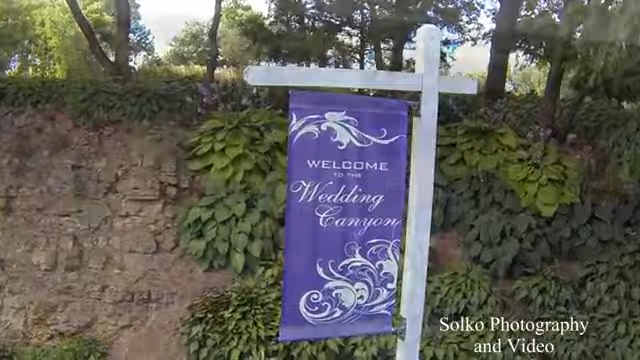 WELCOME
TO THE
Wedding
Canyon
Solko Photography
and Video